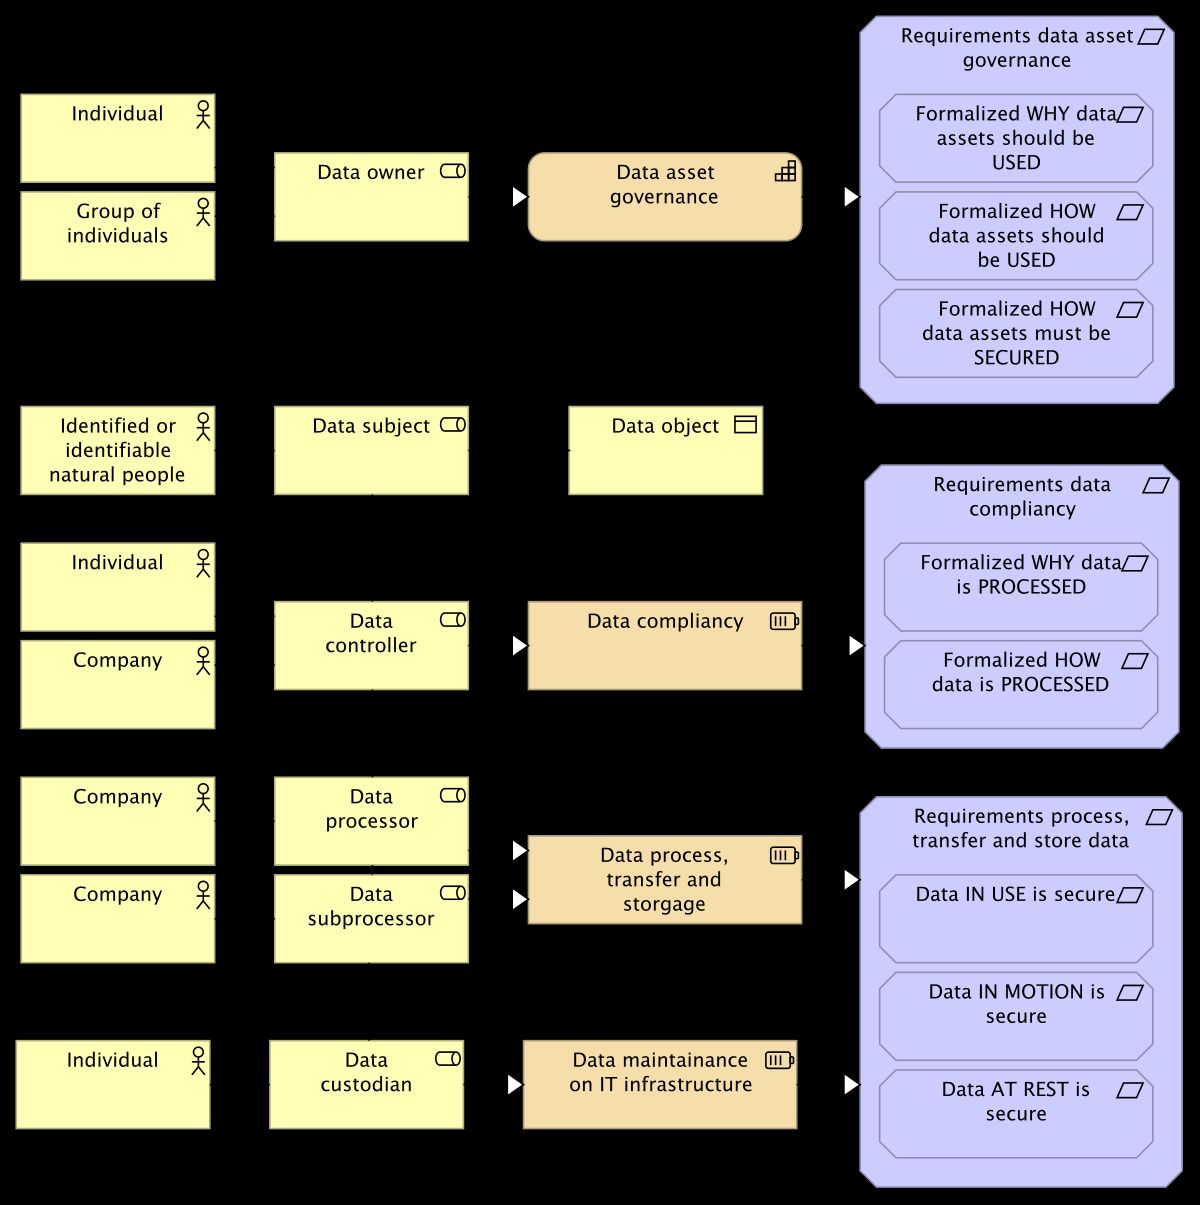 Requirements data asset
governance
Individual
Formalized WHY data
assets should be
USED
Data owner
Data asset
governance
Group of
individuals
Formalized HOW
data assets should
be USED
Formalized HOW
data assets must be
SECURED
Identified or
identifiable
natural people
Data subject
Data object
Requirements data
compliancy
Individual
Formalized WHY data
is PROCESSED
Data
controller
Data compliancy
Company
Formalized HOW
data is PROCESSED
Company
Data
processor
Requirements process,
transfer and store data
Data process,
transfer and
storgage
Company
Data
subprocessor
Data IN USE is secure
Data IN MOTION is
secure
Individual
Data
custodian
Data maintainance
on IT infrastructure
Data AT REST is
secure